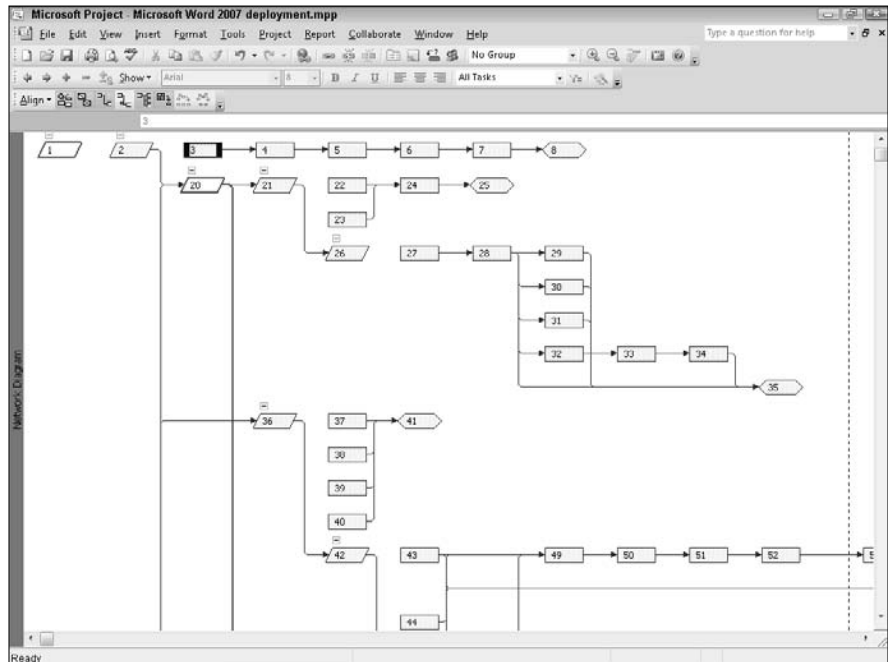 Microsoft Project - Microsoft Word 2007 deployment.mpp
File Edit View Insert Format Tools Project Report Collaborate Window Help
Type a question for help
No Group
Show Arial 8 B I U All Tasks
Align
3
1 2 3 4 5 6 7 8
20 21 22 24 25
23
26 27 28 29
30
31
32 33 34
35
36 37 41
38
39
40
42 43 49 50 51 52
44
Network Diagram
Ready